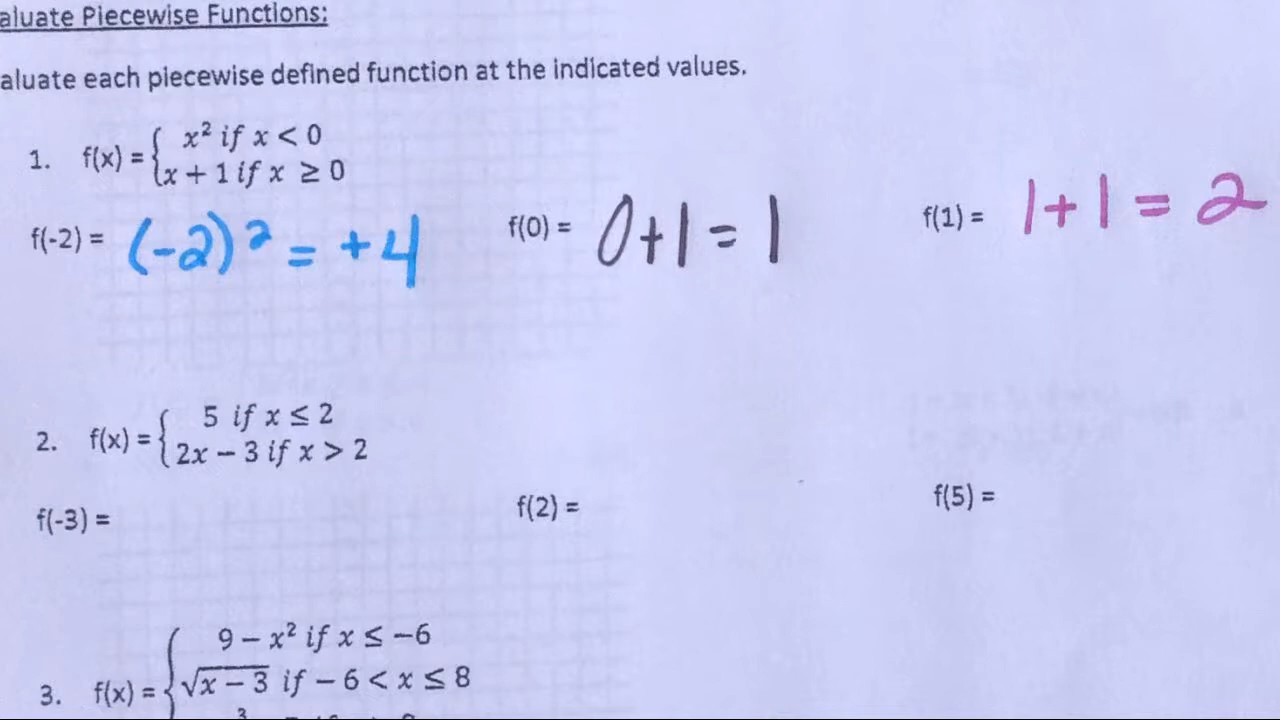 aluate Piecewise Functions:
aluate each piecewise defined function at the indicated values.
1. f(x) = { x² if x < 0
x + 1 if x ≥ 0
f(-2) = (-2)² = +4 f(0) = 0+1 = 1 f(1) = 1+1 = 2
2. f(x) = { 5 if x ≤ 2
2x − 3 if x > 2
f(-3) = f(2) = f(5) =
3. f(x) = { 9 − x² if x ≤ −6
√x − 3 if − 6 < x ≤ 8